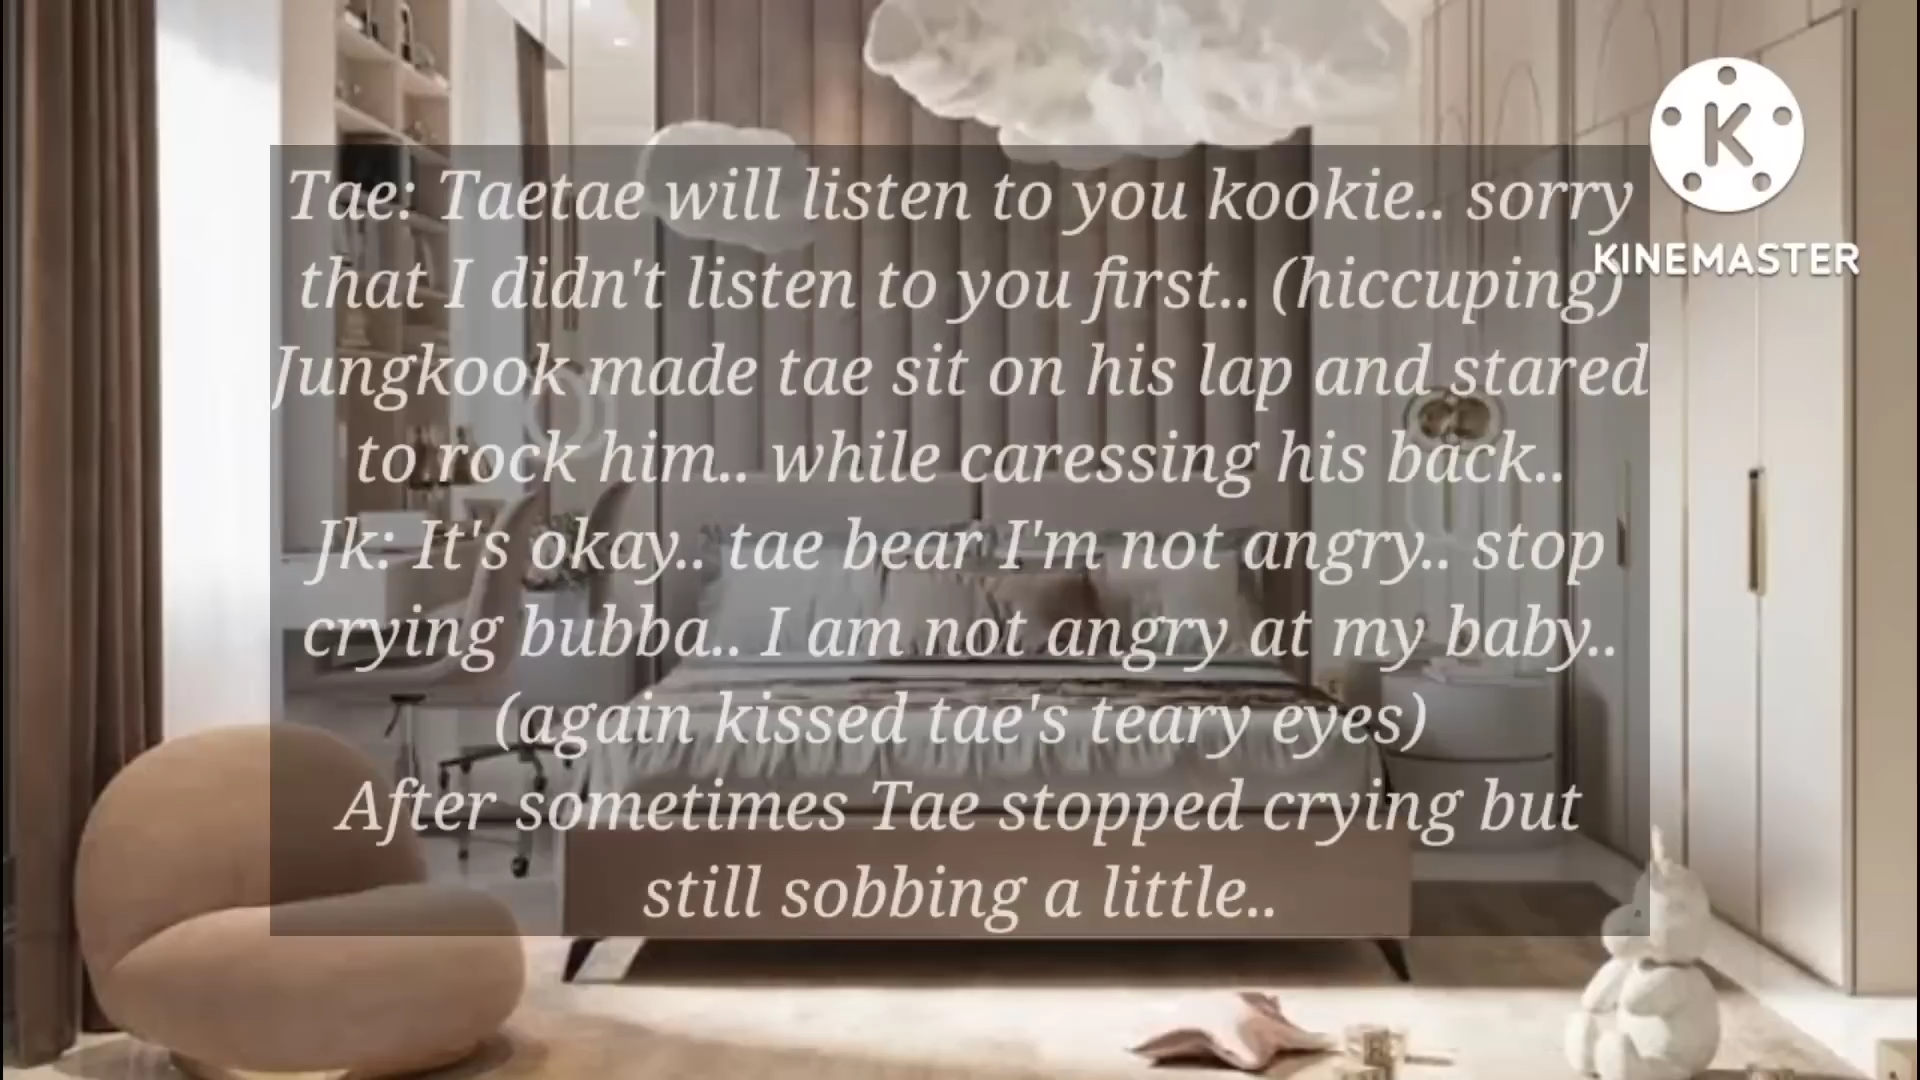 Tae: Taetae will listen to you kookie.. sorry
that I didn't listen to you first.. (hiccuping)
Jungkook made tae sit on his lap and stared
to rock him.. while caressing his back..
Jk: It's okay.. tae bear I'm not angry.. stop
crying bubba.. I am not angry at my baby..
(again kissed tae's teary eyes)
After sometimes Tae stopped crying but
still sobbing a little..
K
KINEMASTER